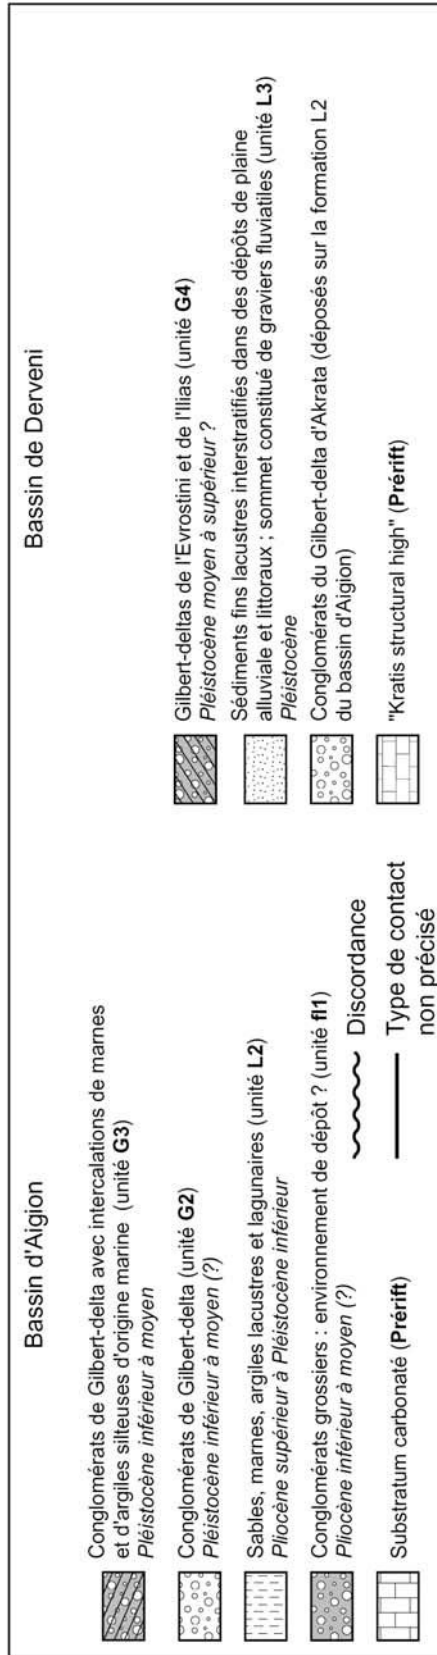 Bassin d'Aigion
Conglomérats de Gilbert-delta avec intercalations de marnes
et d'argiles silteuses d'origine marine (unité G3)
Pléistocène inférieur à moyen
Conglomérats de Gilbert-delta (unité G2)
Pléistocène inférieur à moyen (?)
Sables, marnes, argiles lacustres et lagunaires (unité L2)
Pliocène supérieur à Pléistocène inférieur
Conglomérats grossiers : environnement de dépôt ? (unité fl1)
Pliocène inférieur à moyen (?)
Substratum carbonaté (Prérift)
Discordance
Type de contact
non précisé
Bassin de Derveni
Gilbert-deltas de l'Evrostini et de l'Ilias (unité G4)
Pléistocène moyen à supérieur ?
Sédiments fins lacustres interstratifiés dans des dépôts de plaine
alluviale et littoraux ; sommet constitué de graviers fluviatiles (unité L3)
Pléistocène
Conglomérats du Gilbert-delta d'Akrata (déposés sur la formation L2
du bassin d'Aigion)
"Kratis structural high" (Prérift)